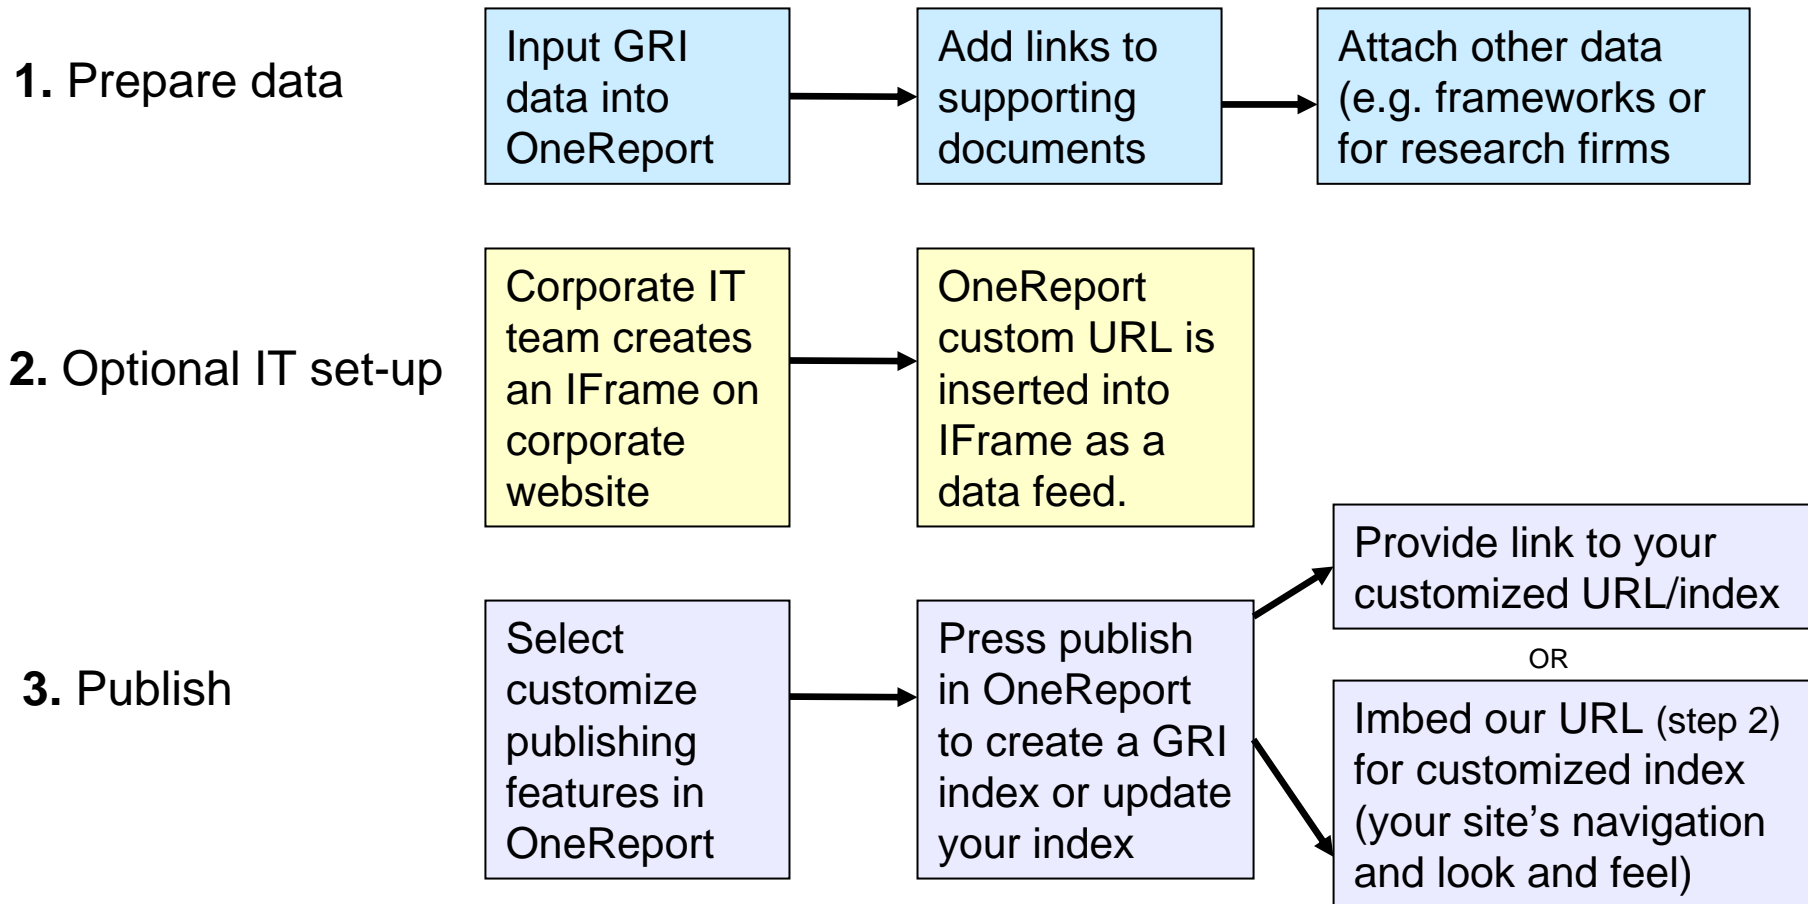 1. Prepare data
Input GRI
data into
OneReport
Add links to
supporting
documents
Attach other data
(e.g. frameworks or
for research firms
2. Optional IT set-up
Corporate IT
team creates
an IFrame on
corporate
website
OneReport
custom URL is
inserted into
IFrame as a
data feed.
3. Publish
Select
customize
publishing
features in
OneReport
Press publish
in OneReport
to create a GRI
index or update
your index
Provide link to your
customized URL/index
OR
Imbed our URL (step 2)
for customized index
(your site’s navigation
and look and feel)